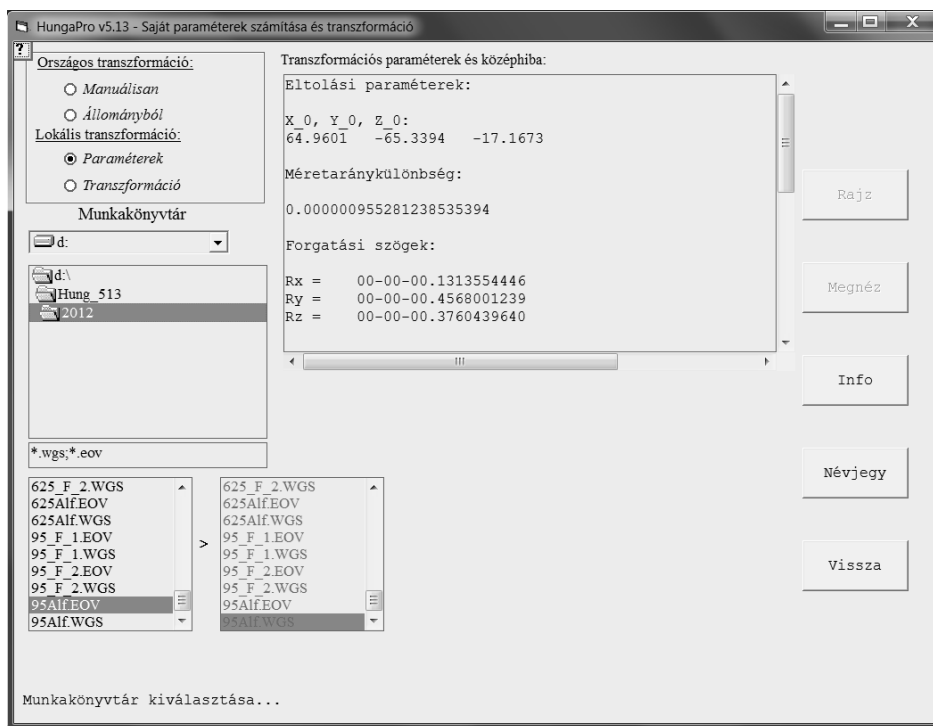 HungaPro v5.13 - Saját paraméterek számítása és transzformáció
?
Országos transzformáció:
Manuálisan
Állományból
Lokális transzformáció:
Paraméterek
Transzformáció
Munkakönyvtár
d:
d:\
Hung_513
2012
*.wgs;*.eov
625_F_2.WGS
625Alf.EOV
625Alf.WGS
95_F_1.EOV
95_F_1.WGS
95_F_2.EOV
95_F_2.WGS
95Alf.EOV
95Alf.WGS
>
625_F_2.WGS
625Alf.EOV
625Alf.WGS
95_F_1.EOV
95_F_1.WGS
95_F_2.EOV
95_F_2.WGS
95Alf.EOV
95Alf.WGS
Transzformációs paraméterek és középhiba:
Eltolási paraméterek:
X_0, Y_0, Z_0:
64.9601 -65.3394 -17.1673
Méretaránykülönbség:
0.000000955281238535394
Forgatási szögek:
Rx = 00-00-00.1313554446
Ry = 00-00-00.4568001239
Rz = 00-00-00.3760439640
Rajz
Megnéz
Info
Névjegy
Vissza
Munkakönyvtár kiválasztása...